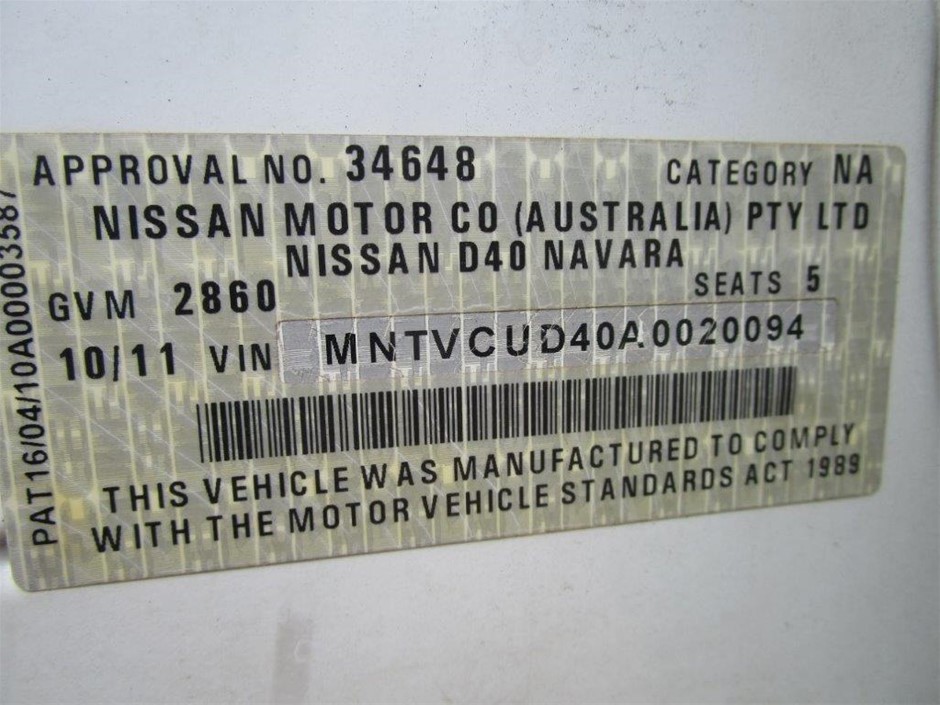 APPROVAL NO. 34648 CATEGORY NA
NISSAN MOTOR CO (AUSTRALIA) PTY LTD
NISSAN D40 NAVARA
GVM 2860 SEATS 5
10/11 VIN MNTVCUD40A0020094
THIS VEHICLE WAS MANUFACTURED TO COMPLY
WITH THE MOTOR VEHICLE STANDARDS ACT 1989
PAT16/04/10A000003587